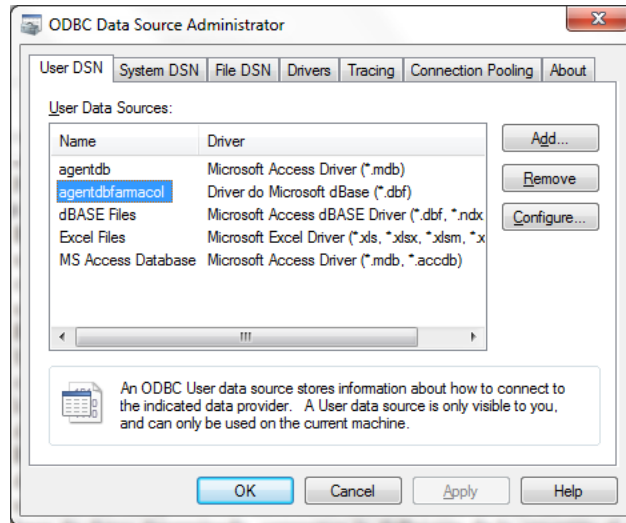 ODBC Data Source Administrator
User DSN System DSN File DSN Drivers Tracing Connection Pooling About
User Data Sources:
Name Driver
agentdb Microsoft Access Driver (*.mdb)
agentdbfarmacol Driver do Microsoft dBase (*.dbf)
dBASE Files Microsoft Access dBASE Driver (*.dbf, *.ndx
Excel Files Microsoft Excel Driver (*.xls, *.xlsx, *.xlsm, *.x
MS Access Database Microsoft Access Driver (*.mdb, *.accdb)
Add...
Remove
Configure...
An ODBC User data source stores information about how to connect to
the indicated data provider. A User data source is only visible to you,
and can only be used on the current machine.
OK Cancel Apply Help